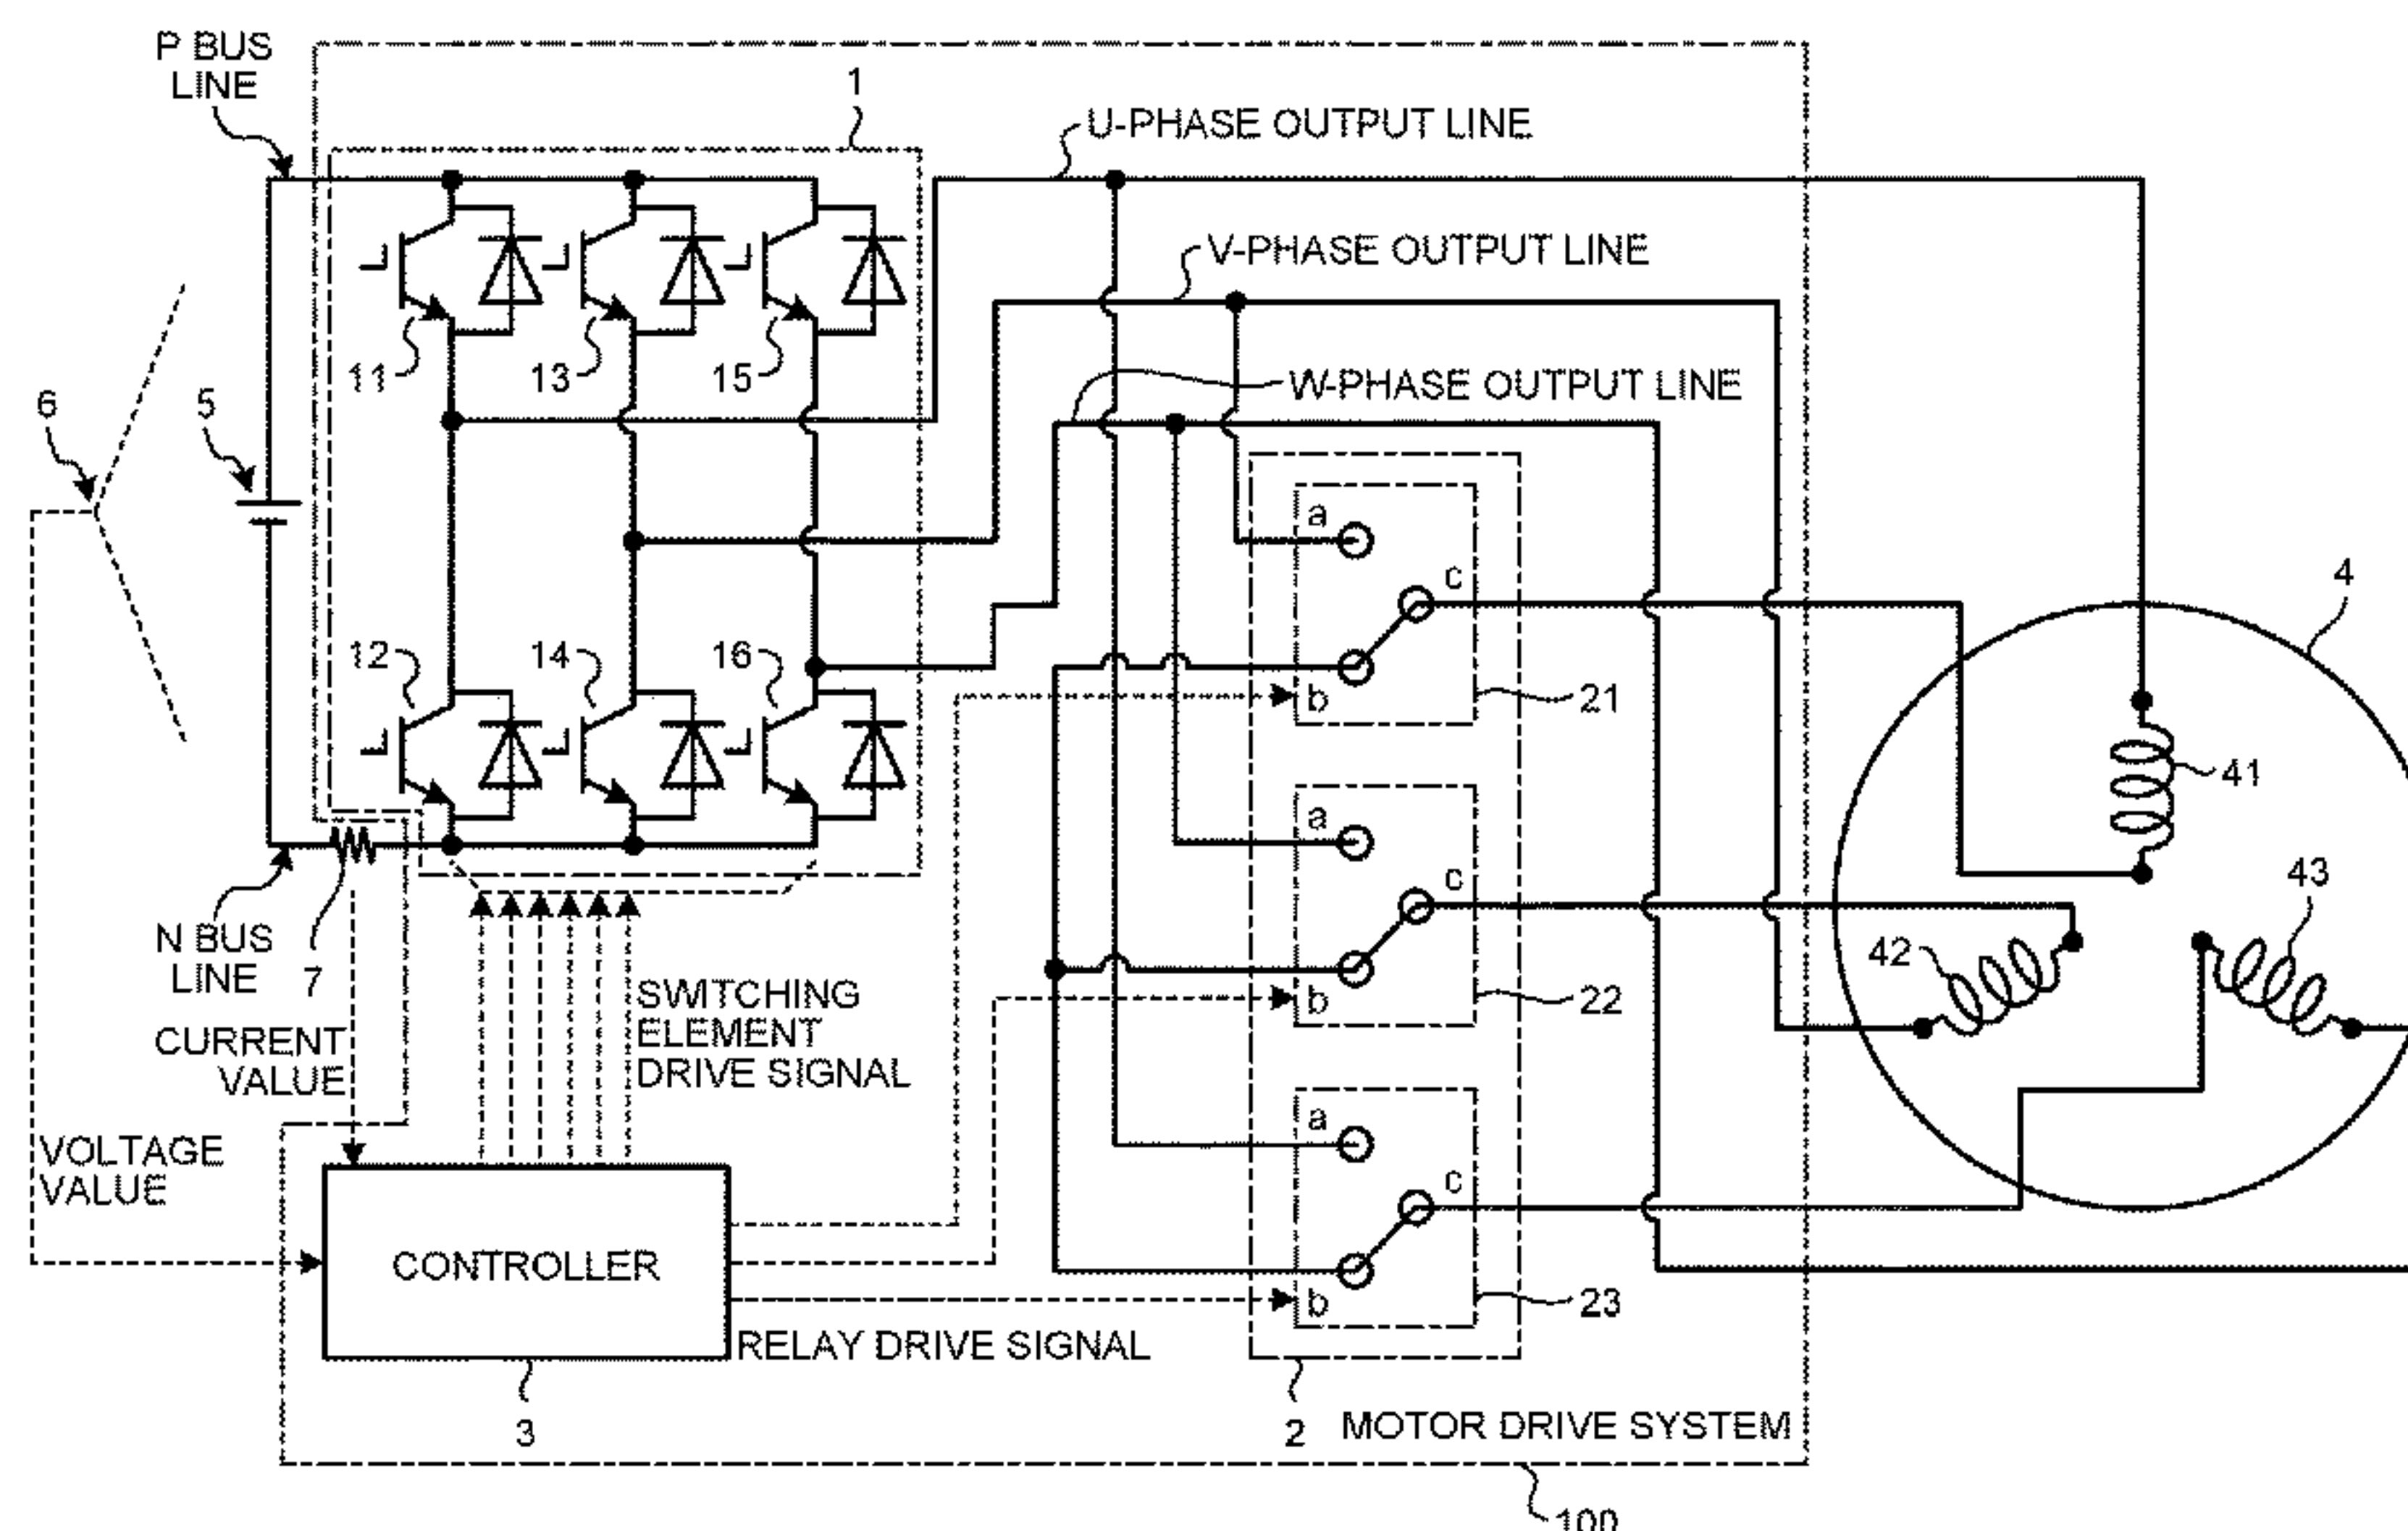 P BUS
LINE
1
U-PHASE OUTPUT LINE
V-PHASE OUTPUT LINE
11
13
15
W-PHASE OUTPUT LINE
6
5
a
c
4
12
14
16
b
21
41
a
c
43
42
N BUS
LINE
7
b
22
SWITCHING
ELEMENT
DRIVE SIGNAL
CURRENT
VALUE
VOLTAGE
VALUE
a
c
CONTROLLER
b
23
RELAY DRIVE SIGNAL
3
2
MOTOR DRIVE SYSTEM
100